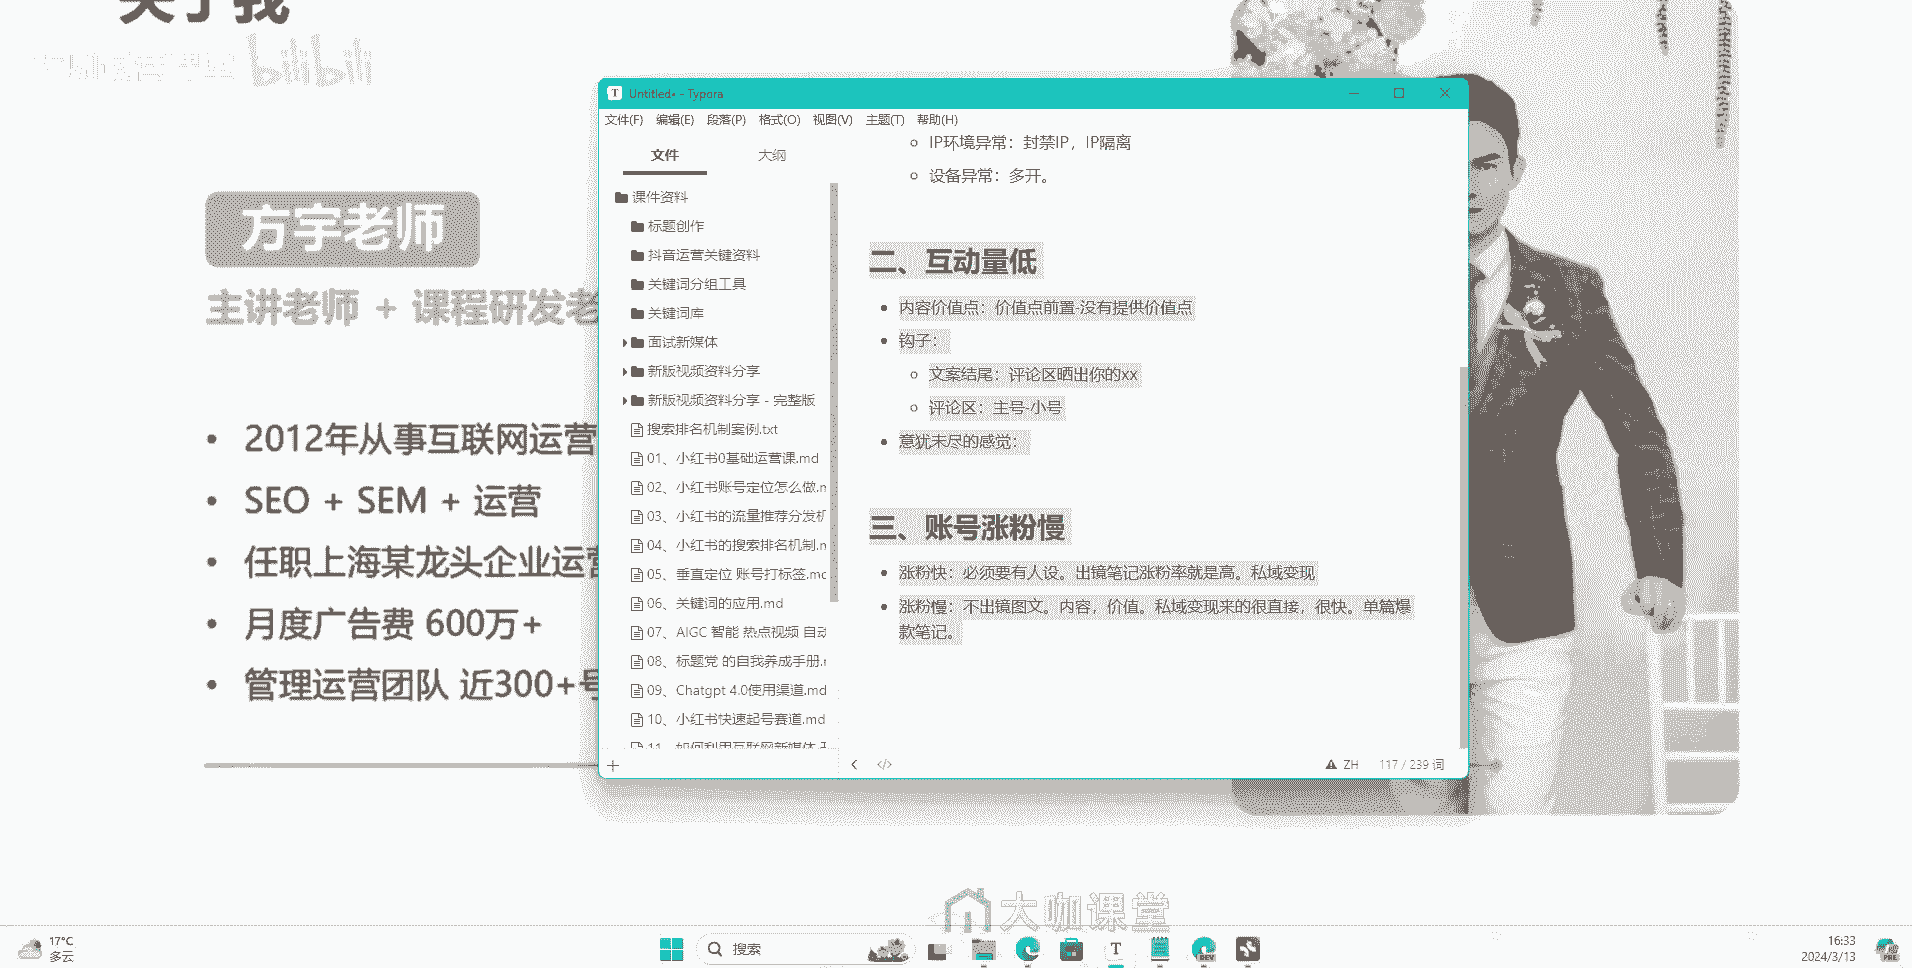 关于我
bilibili
方宇老师
主讲老师 + 课程研发老
2012年从事互联网运营
SEO + SEM + 运营
任职上海某龙头企业运营
月度广告费 600万+
管理运营团队 近300+号
Untitled• - Typora
文件(F) 编辑(E) 段落(P) 格式(O) 视图(V) 主题(T) 帮助(H)
文件 大纲
课件资料
标题创作
抖音运营关键资料
关键词分组工具
关键词库
面试新媒体
新版视频资料分享
新版视频资料分享 - 完整版
搜索排名机制案例.txt
01、小红书0基础运营课.md
02、小红书账号定位怎么做.m
03、小红书的流量推荐分发机
04、小红书的搜索排名机制.m
05、垂直定位 账号打标签.md
06、关键词的应用.md
07、AIGC 智能 热点视频 自动
08、标题党 的自我养成手册.m
09、Chatgpt 4.0使用渠道.md
10、小红书快速起号赛道.md
11、如何利用互联网新媒体
IP环境异常：封禁IP，IP隔离
设备异常：多开。
二、互动量低
内容价值点：价值点前置-没有提供价值点
钩子：
文案结尾：评论区晒出你的xx
评论区：主号-小号
意犹未尽的感觉：
三、账号涨粉慢
涨粉快：必须要有人设。出镜笔记涨粉率就是高。私域变现
涨粉慢：不出镜图文。内容，价值。私域变现来的很直接，很快。单篇爆
款笔记。
ZH 117 / 239 词
大咖课堂
17°C
多云
搜索
DEV
16:33
2024/3/13
PRE